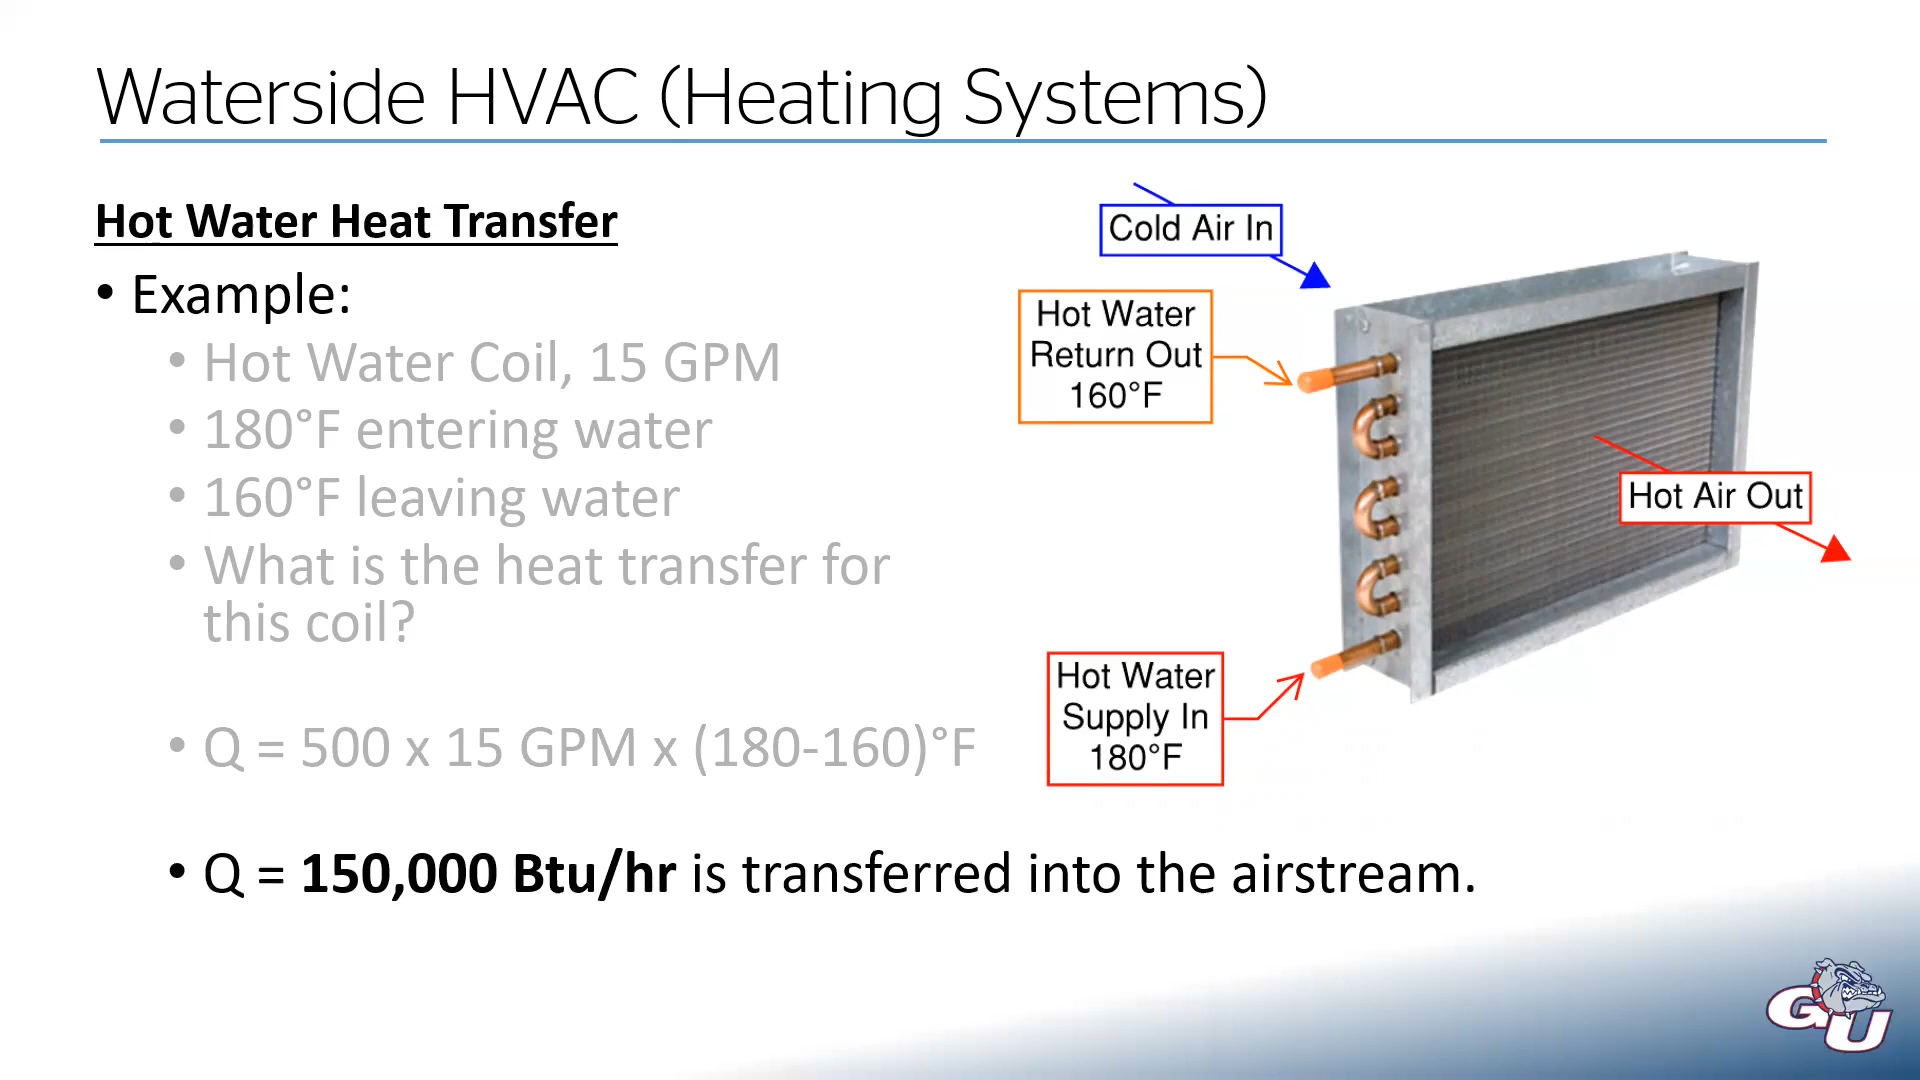 Waterside HVAC (Heating Systems)
Hot Water Heat Transfer
• Example:
• Hot Water Coil, 15 GPM
• 180°F entering water
• 160°F leaving water
• What is the heat transfer for
this coil?
• Q = 500 x 15 GPM x (180-160)°F
• Q = 150,000 Btu/hr is transferred into the airstream.
Cold Air In
Hot Water
Return Out
160°F
Hot Air Out
Hot Water
Supply In
180°F
GU